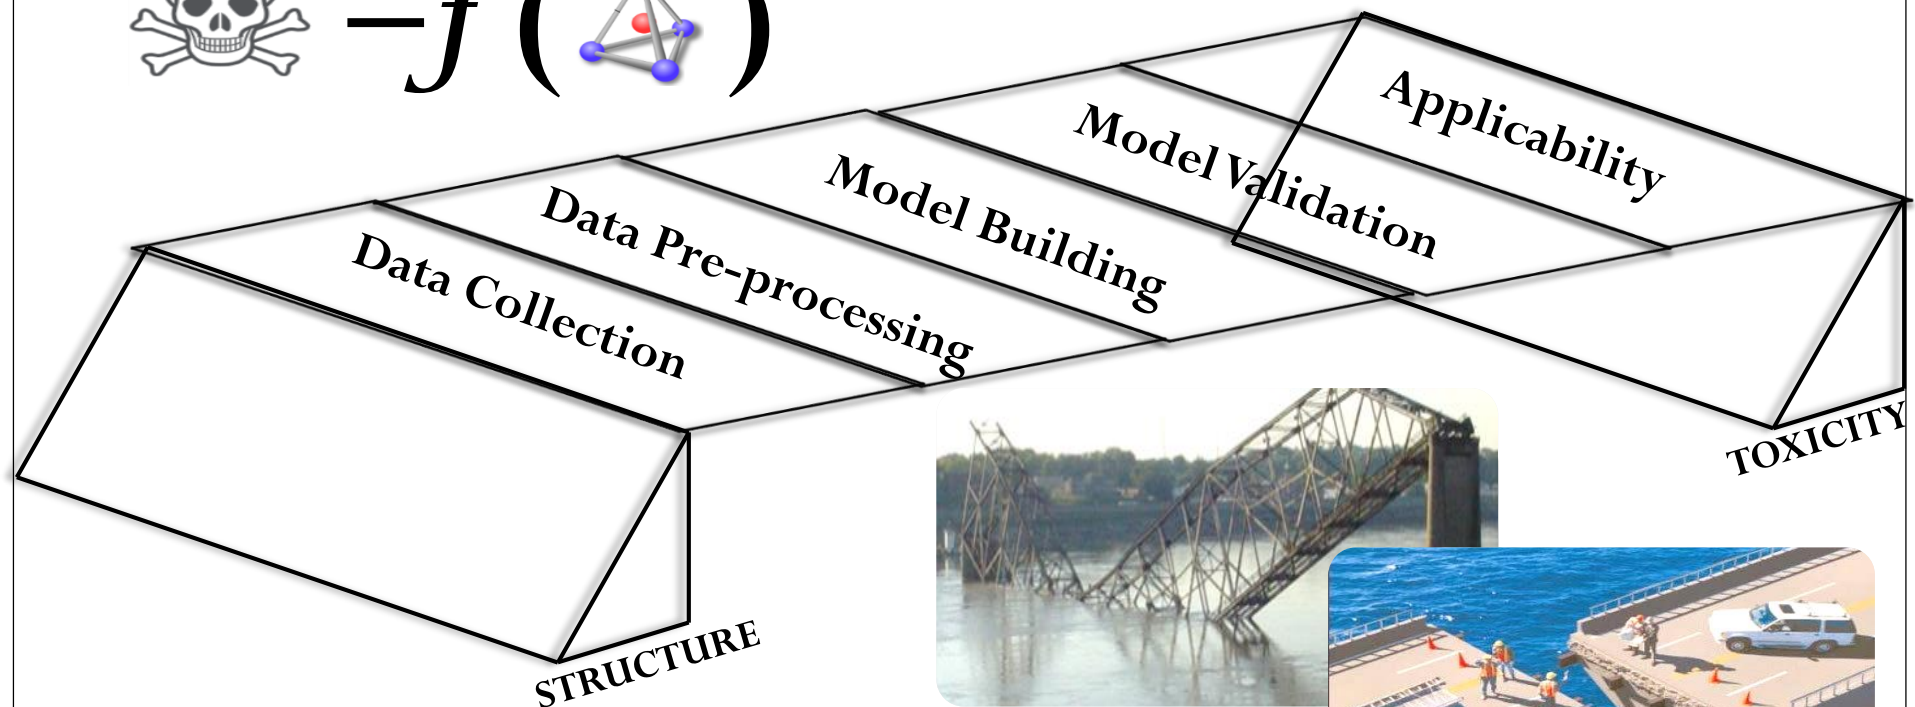 –f ( )
Applicability
Model Validation
Model Building
Data Pre-processing
Data Collection
TOXICITY
STRUCTURE